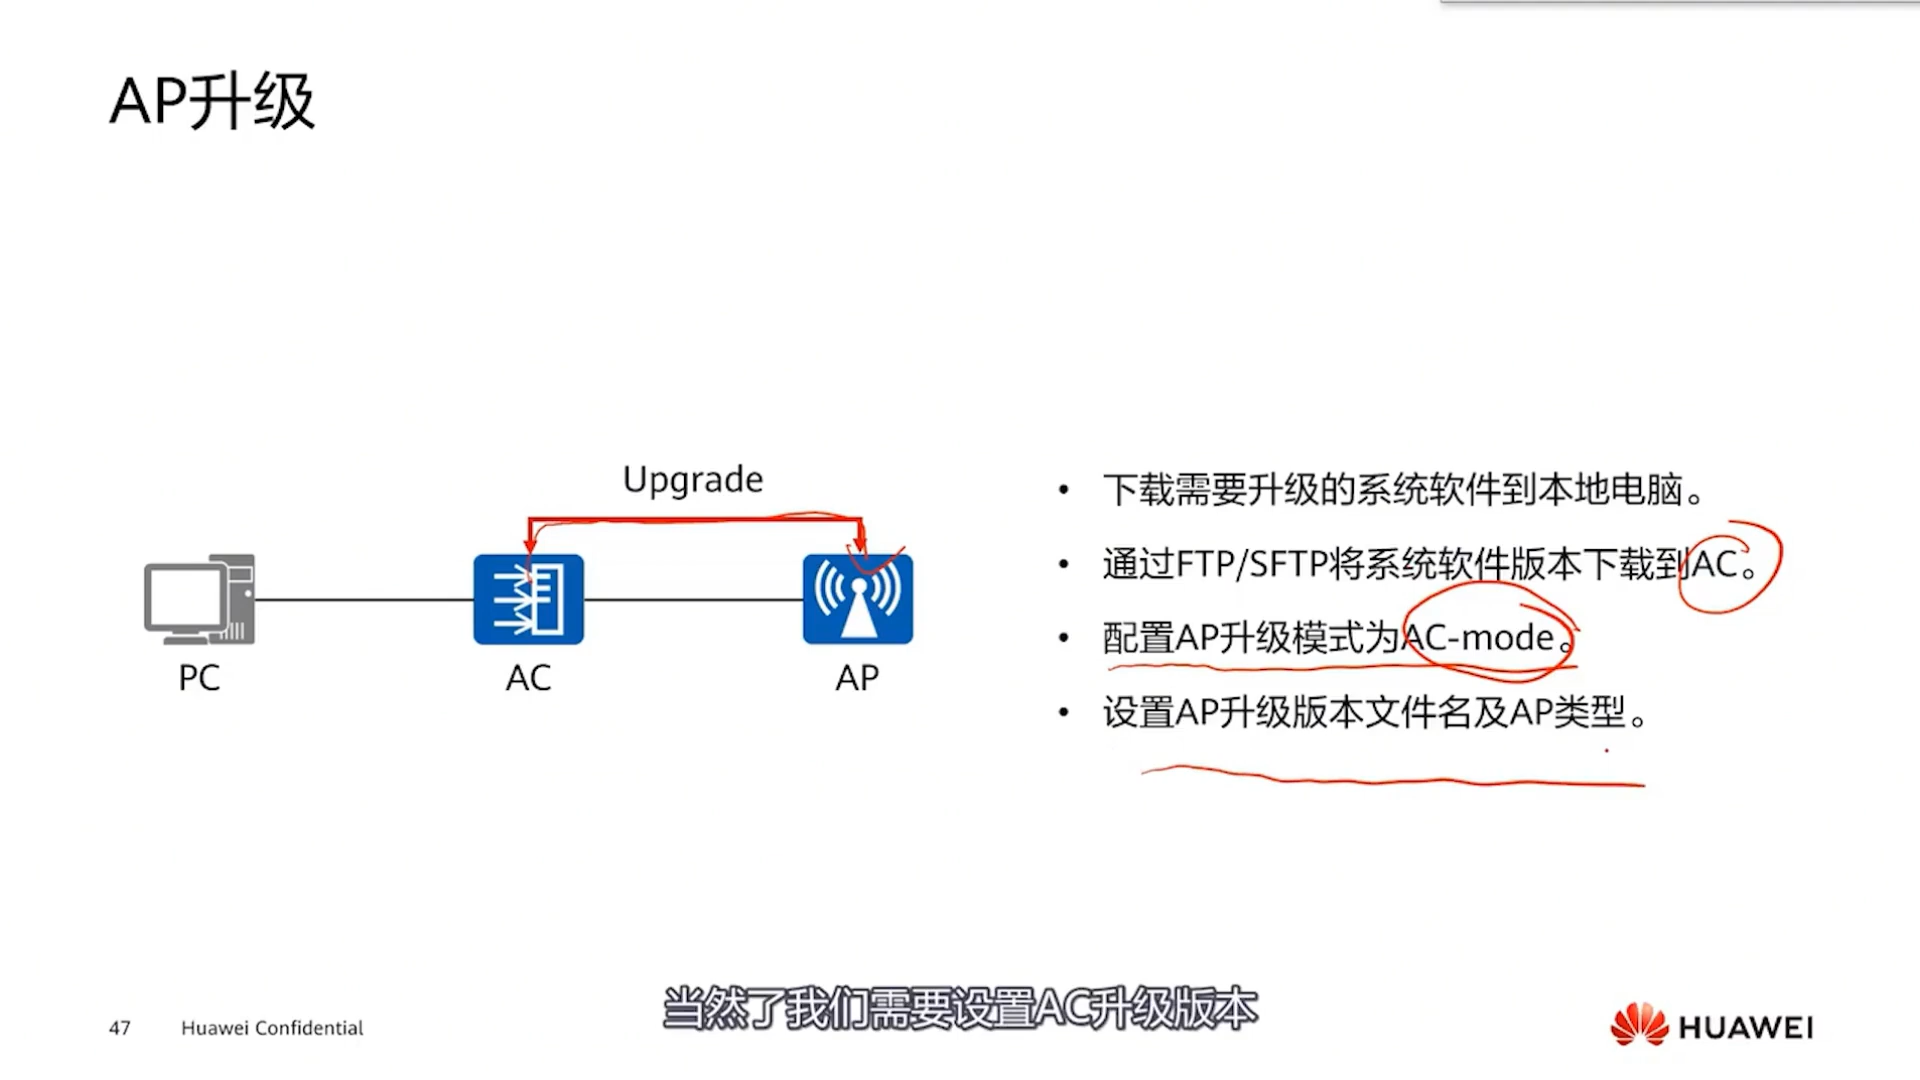 AP升级
Upgrade
PC
AC
AP
• 下载需要升级的系统软件到本地电脑。
• 通过FTP/SFTP将系统软件版本下载到AC。
• 配置AP升级模式为AC-mode。
• 设置AP升级版本文件名及AP类型。
当然了我们需要设置AC升级版本
47
Huawei Confidential
HUAWEI